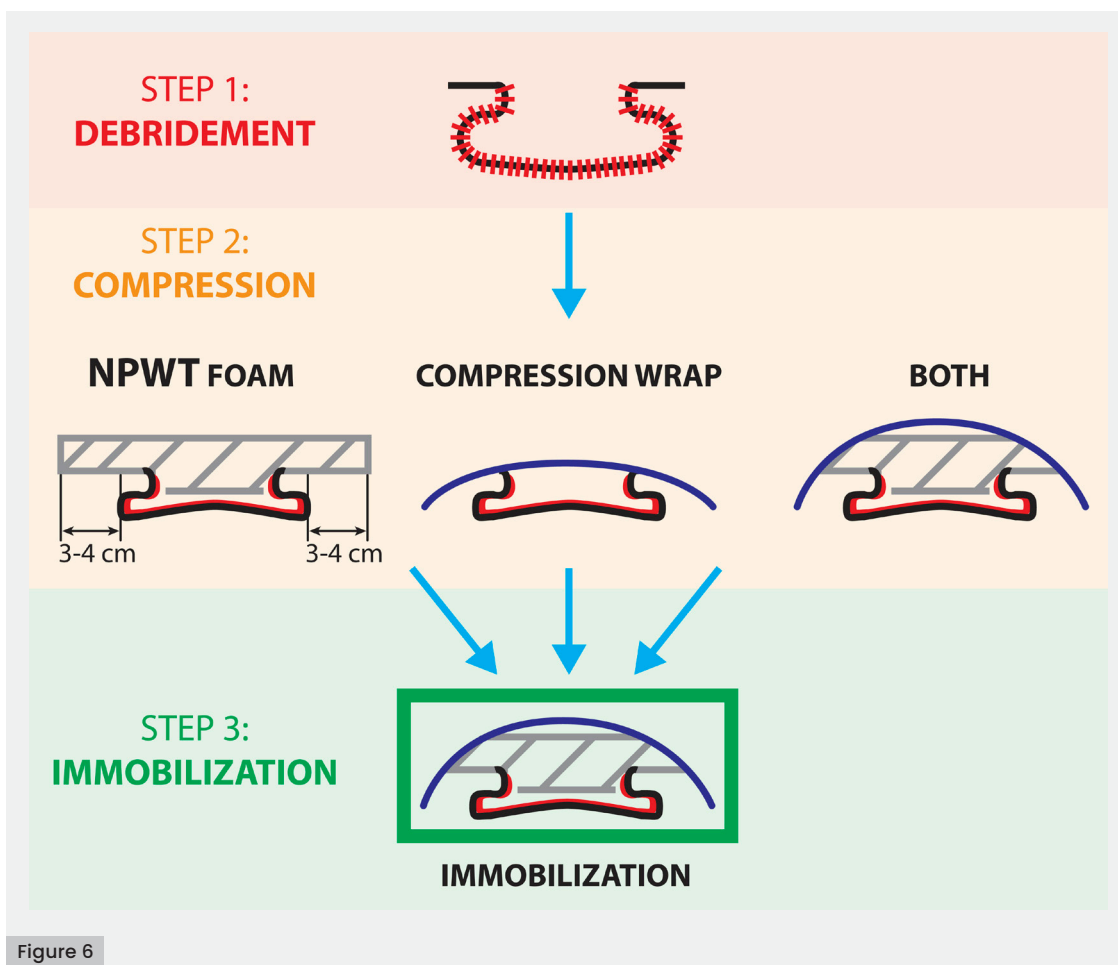 STEP 1:
DEBRIDEMENT
STEP 2:
COMPRESSION
NPWT FOAM
COMPRESSION WRAP
BOTH
3-4 cm
3-4 cm
STEP 3:
IMMOBILIZATION
IMMOBILIZATION
Figure 6